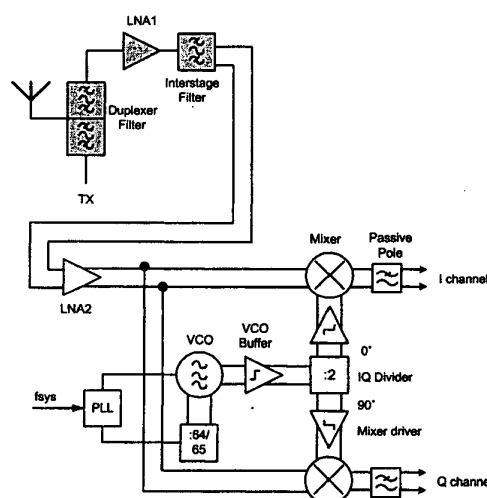 LNA1
Interstage
Filter
Duplexer
Filter
TX
Mixer
Passive
Pole
I channel
LNA2
VCO
VCO
Buffer
0°
:2
IQ Divider
fsys
PLL
90°
:64/
65
Mixer driver
Q channel